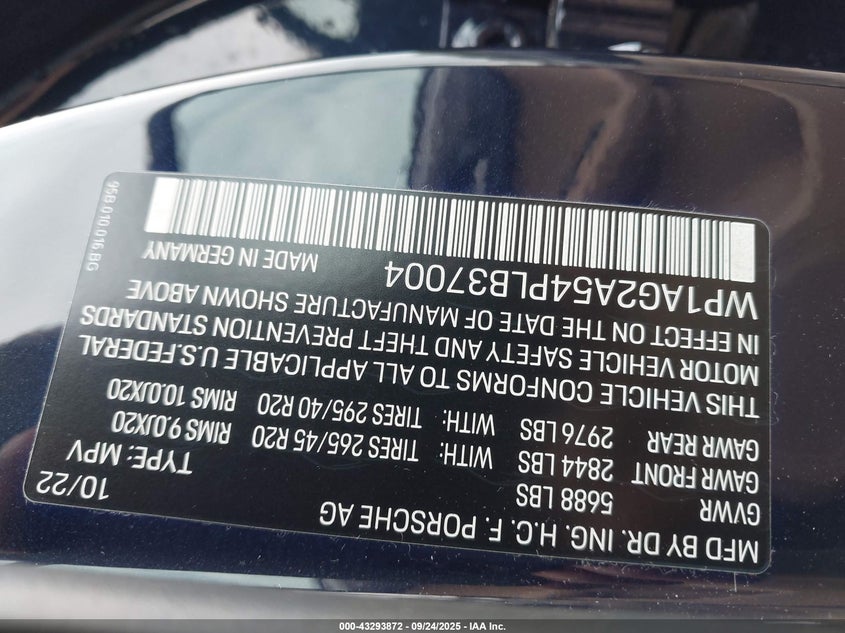 MFD BY DR. ING. H.C. F. PORSCHE AG 10/22
GVWR 5688 LBS TYPE: MPV
GAWR FRONT 2844 LBS WITH: TIRES 265/45 R20 RIMS 9.0JX20
GAWR REAR 2976 LBS WITH: TIRES 295/40 R20 RIMS 10.0JX20
THIS VEHICLE CONFORMS TO ALL APPLICABLE U.S.FEDERAL
MOTOR VEHICLE SAFETY AND THEFT PREVENTION STANDARDS
IN EFFECT ON THE DATE OF MANUFACTURE SHOWN ABOVE
WP1AG2A54PLB37004 MADE IN GERMANY
95B.010.016.BG
000-43293872 - 09/24/2025 - IAA Inc.